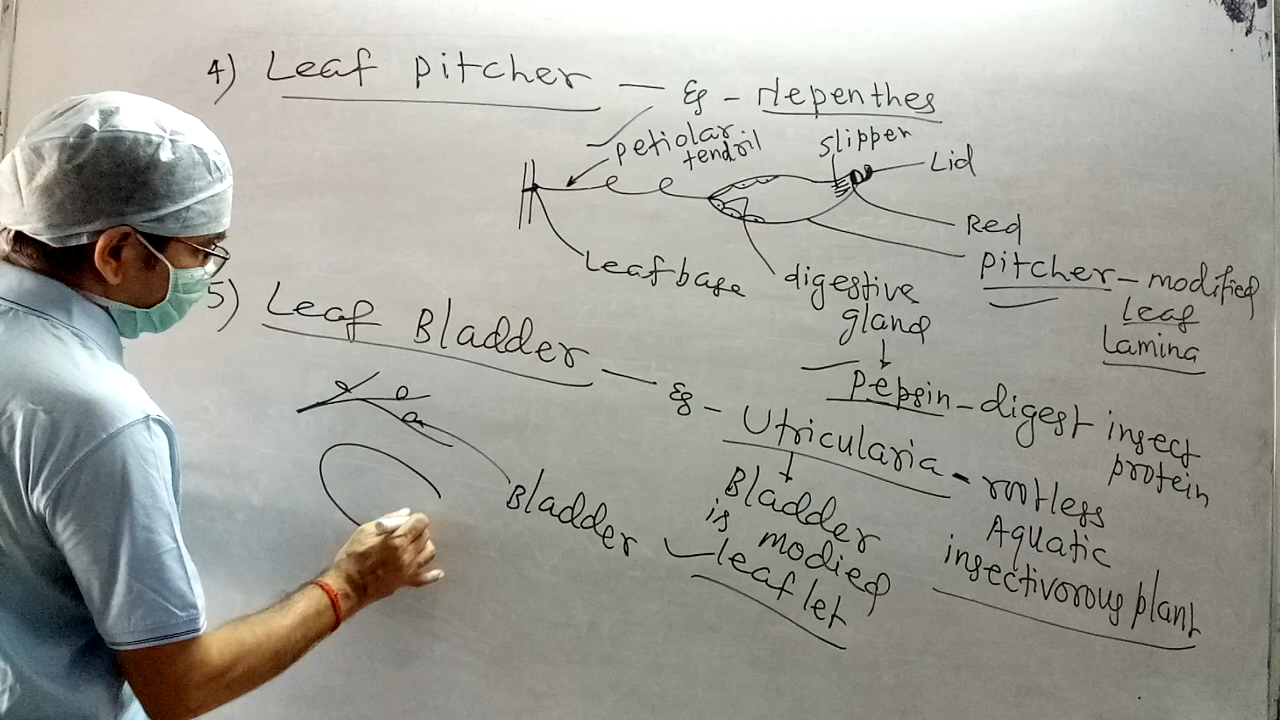 4) Leaf pitcher — Eg - Nepenthes
petiolar
tendril
slipper
Lid
Red
Leaf base
digestive
gland
pitcher - modified
Leaf
Lamina
Pepsin - digest insect
protein
5) Leaf Bladder — Eg - Utricularia - rootless
Aquatic
insectivorous plant
Bladder
Bladder
is modied
leaflet